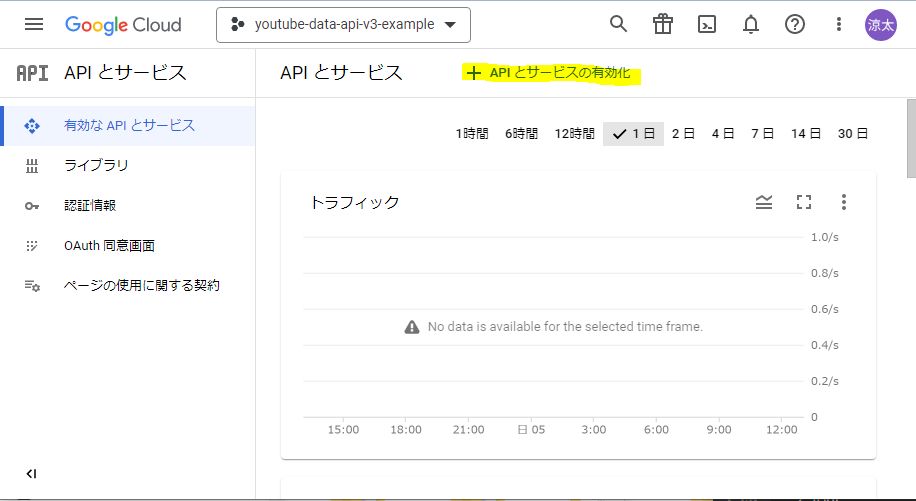 Google Cloud
youtube-data-api-v3-example
涼太
API API とサービス
API とサービス
+ API とサービスの有効化
有効な API とサービス
ライブラリ
認証情報
OAuth 同意画面
ページの使用に関する契約
1時間 6時間 12時間 1 日 2 日 4 日 7 日 14 日 30 日
トラフィック
1.0/s
0.8/s
0.6/s
No data is available for the selected time frame.
0.4/s
0.2/s
0
15:00 18:00 21:00 日 05 3:00 6:00 9:00 12:00